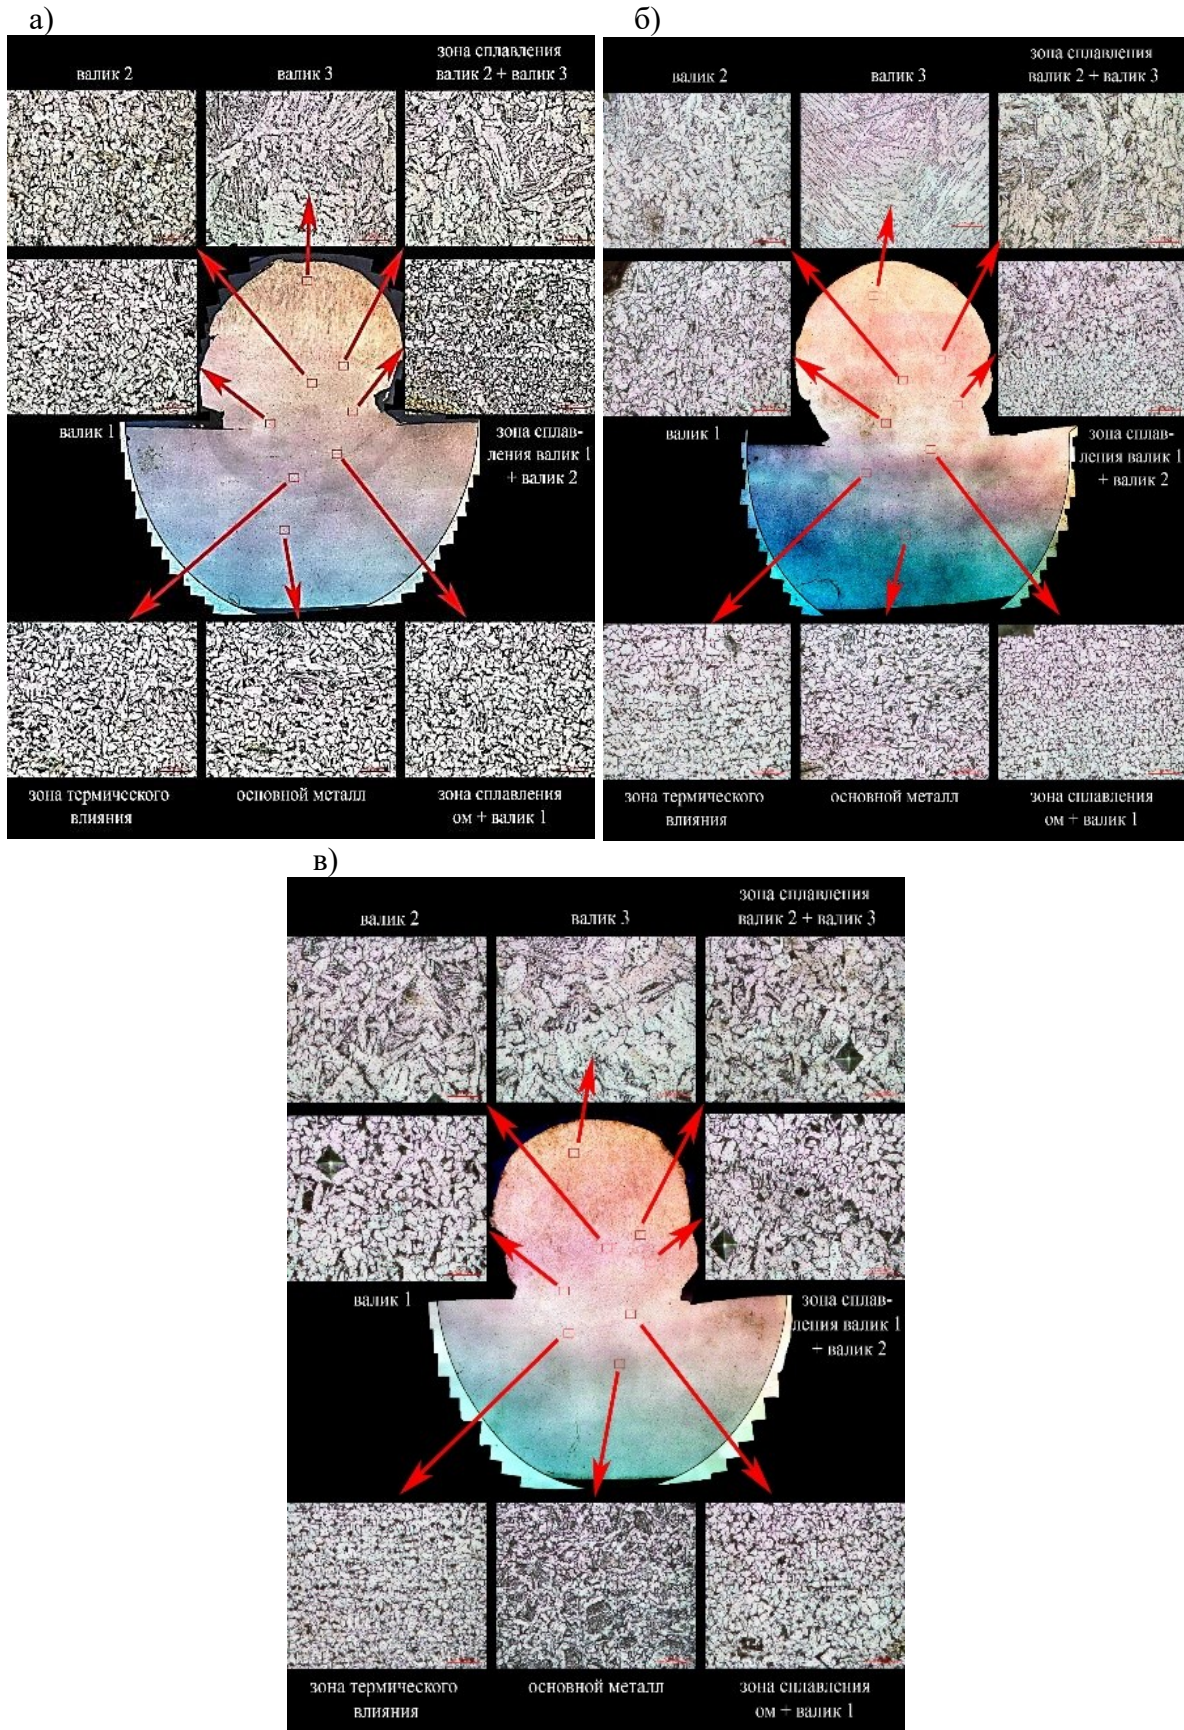 а)
валик 2
валик 3
зона сплавления
валик 2 + валик 3
валик 1
зона сплав-
ления валик 1
+ валик 2
зона термического
влияния
основной металл
зона сплавления
ом + валик 1
б)
валик 2
валик 3
зона сплавления
валик 2 + валик 3
валик 1
зона сплав-
ления валик 1
+ валик 2
зона термического
влияния
основной металл
зона сплавления
ом + валик 1
в)
валик 2
валик 3
зона сплавления
валик 2 + валик 3
валик 1
зона сплав-
ления валик 1
+ валик 2
зона термического
влияния
основной металл
зона сплавления
ом + валик 1